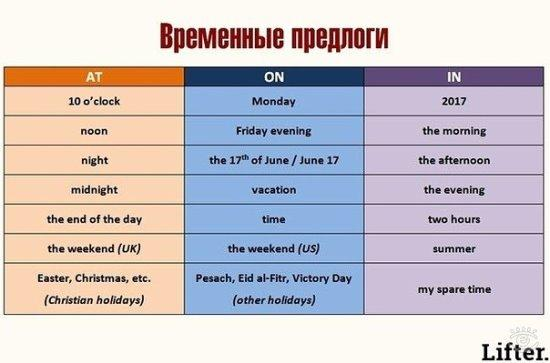 Временные предлоги
AT ON IN
10 o'clock Monday 2017
noon Friday evening the morning
night the 17th of June / June 17 the afternoon
midnight vacation the evening
the end of the day time two hours
the weekend (UK) the weekend (US) summer
Easter, Christmas, etc. Pesach, Eid al-Fitr, Victory Day my spare time
(Christian holidays) (other holidays)
Lifter.